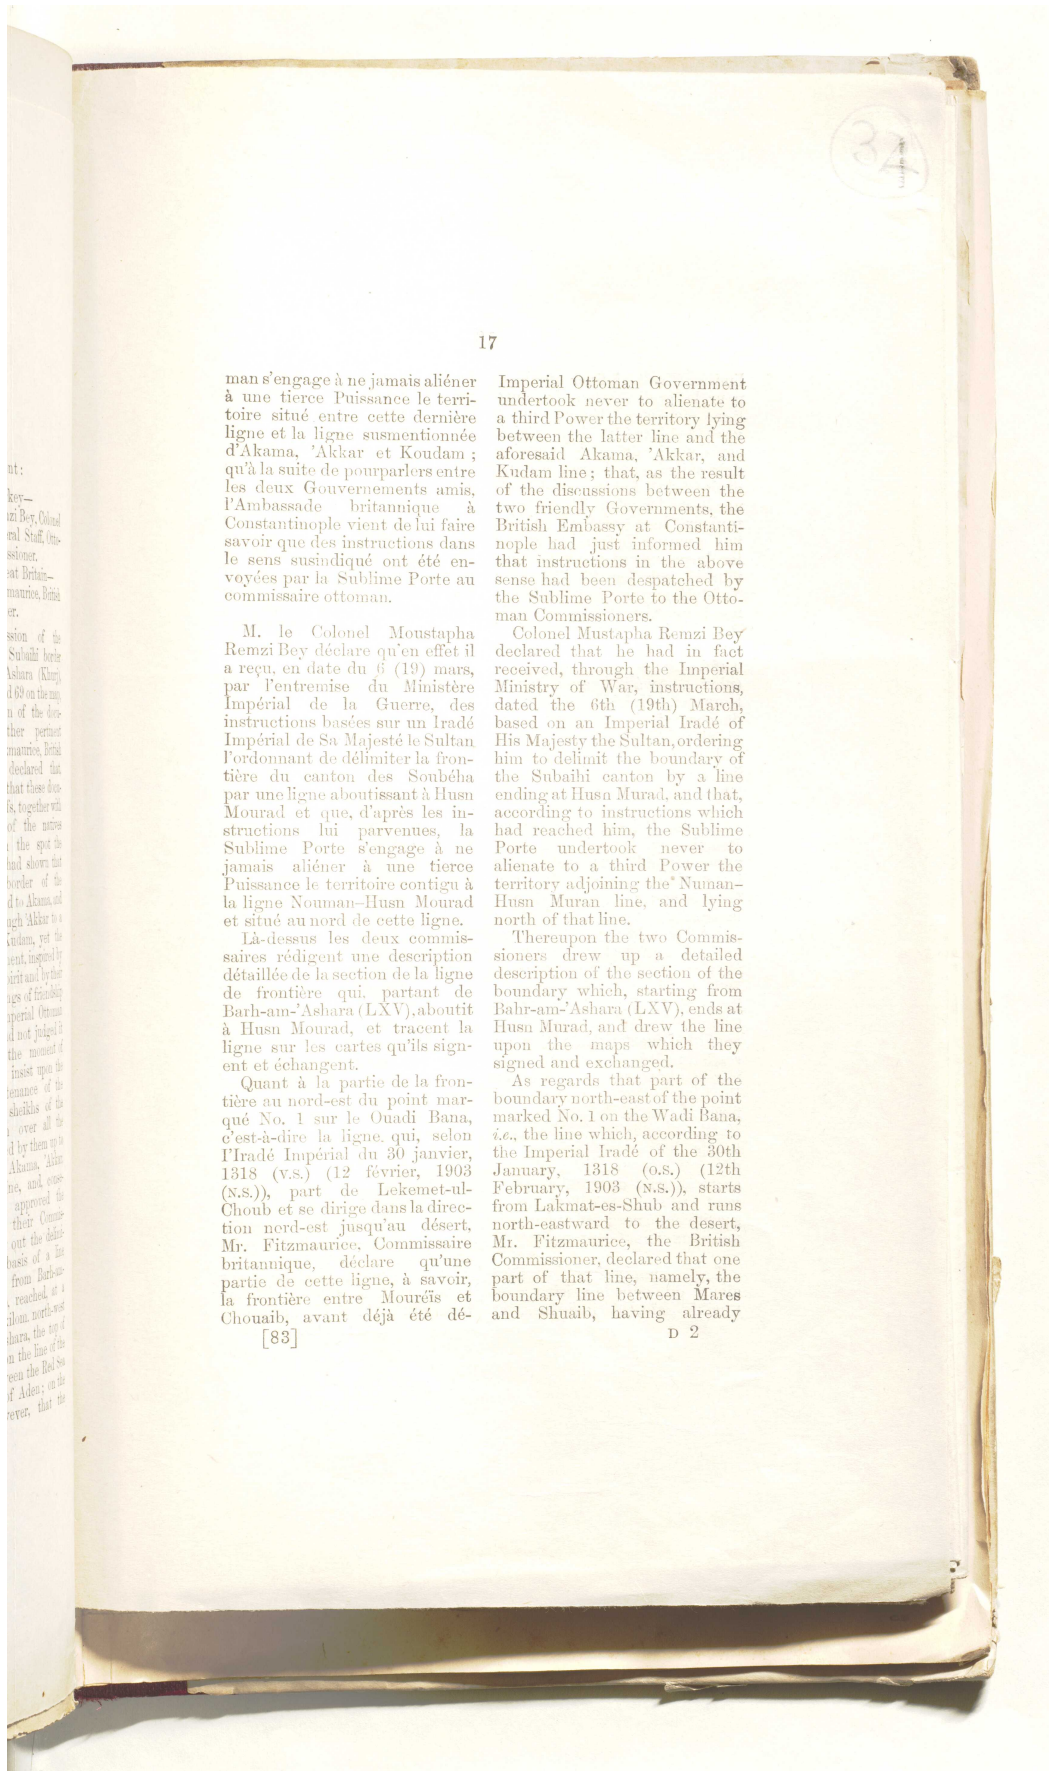 32
17
man s'engage à ne jamais aliéner
à une tierce Puissance le terri-
toire situé entre cette dernière
ligne et la ligne susmentionnée
d'Akama, 'Akkar et Koudam ;
qu'à la suite de pourparlers entre
les deux Gouvernements amis,
l'Ambassade britannique à
Constantinople vient de lui faire
savoir que des instructions dans
le sens susindiqué ont été en-
voyées par la Sublime Porte au
commissaire ottoman.
M. le Colonel Moustapha
Remzi Bey déclare qu'en effet il
a reçu, en date du 6 (19) mars,
par l'entremise du Ministère
Impérial de la Guerre, des
instructions basées sur un Iradé
Impérial de Sa Majesté le Sultan
l'ordonnant de délimiter la fron-
tière du canton des Soubéha
par une ligne aboutissant à Husn
Mourad et que, d'après les in-
structions lui parvenues, la
Sublime Porte s'engage à ne
jamais aliéner à une tierce
Puissance le territoire contigu à
la ligne Nouman–Husn Mourad
et situé au nord de cette ligne.
Là-dessus les deux commis-
saires rédigent une description
détaillée de la section de la ligne
de frontière qui, partant de
Barh-am-'Ashara (LXV), aboutit
à Husn Mourad, et tracent la
ligne sur les cartes qu'ils sign-
ent et échangent.
Quant à la partie de la fron-
tière au nord-est du point mar-
qué No. 1 sur le Ouadi Bana,
c'est-à-dire la ligne, qui, selon
l'Iradé Impérial du 30 janvier,
1318 (V.S.) (12 février, 1903
(N.S.)), part de Lekemet-ul-
Choub et se dirige dans la direc-
tion nord-est jusqu'au désert,
Mr. Fitzmaurice, Commissaire
britannique, déclare qu'une
partie de cette ligne, à savoir,
la frontière entre Moureïs et
Chouaib, avant déjà été dé-
[83]
Imperial Ottoman Government
undertook never to alienate to
a third Power the territory lying
between the latter line and the
aforesaid Akama, 'Akkar, and
Kudam line; that, as the result
of the discussions between the
two friendly Governments, the
British Embassy at Constanti-
nople had just informed him
that instructions in the above
sense had been despatched by
the Sublime Porte to the Otto-
man Commissioners.
Colonel Mustapha Remzi Bey
declared that he had in fact
received, through the Imperial
Ministry of War, instructions,
dated the 6th (19th) March,
based on an Imperial Iradé of
His Majesty the Sultan, ordering
him to delimit the boundary of
the Subaihi canton by a line
ending at Husn Murad, and that,
according to instructions which
had reached him, the Sublime
Porte undertook never to
alienate to a third Power the
territory adjoining the Numan–
Husn Muran line, and lying
north of that line.
Thereupon the two Commis-
sioners drew up a detailed
description of the section of the
boundary which, starting from
Bahr-am-'Ashara (LXV), ends at
Husn Murad, and drew the line
upon the maps which they
signed and exchanged.
As regards that part of the
boundary north-east of the point
marked No. 1 on the Wadi Bana,
i.e., the line which, according to
the Imperial Iradé of the 30th
January, 1318 (O.S.) (12th
February, 1903 (N.S.)), starts
from Lakmat-es-Shub and runs
north-eastward to the desert,
Mr. Fitzmaurice, the British
Commissioner, declared that one
part of that line, namely, the
boundary line between Mares
and Shuaib, having already
D 2